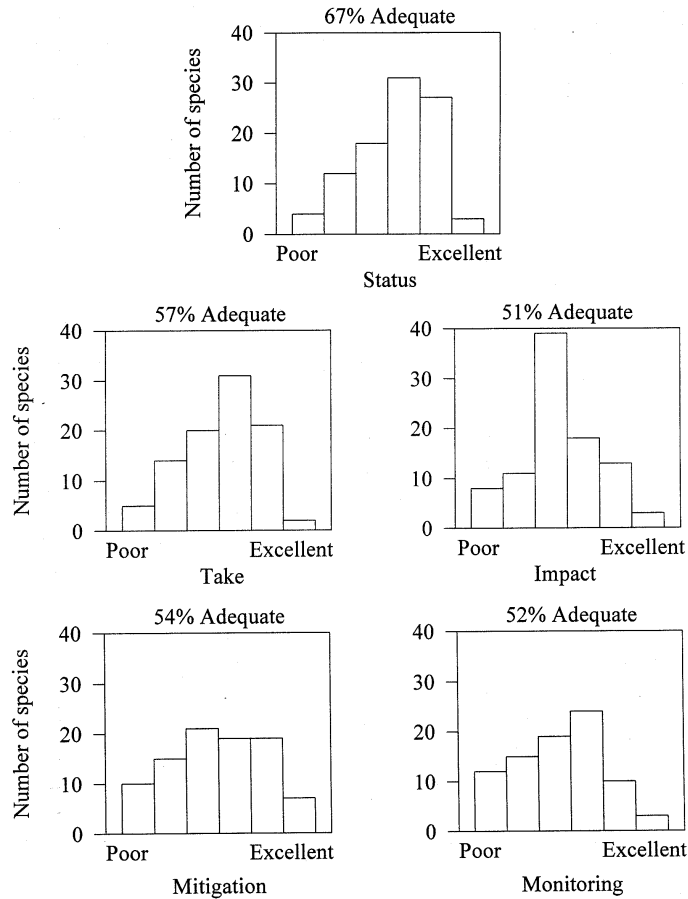 67% Adequate
40
30
20
10
0
Number of species
Poor Excellent
Status
57% Adequate
40
30
20
10
0
Number of species
Poor Excellent
Take
51% Adequate
40
30
20
10
0
Poor Excellent
Impact
54% Adequate
40
30
20
10
0
Number of species
Poor Excellent
Mitigation
52% Adequate
40
30
20
10
0
Poor Excellent
Monitoring